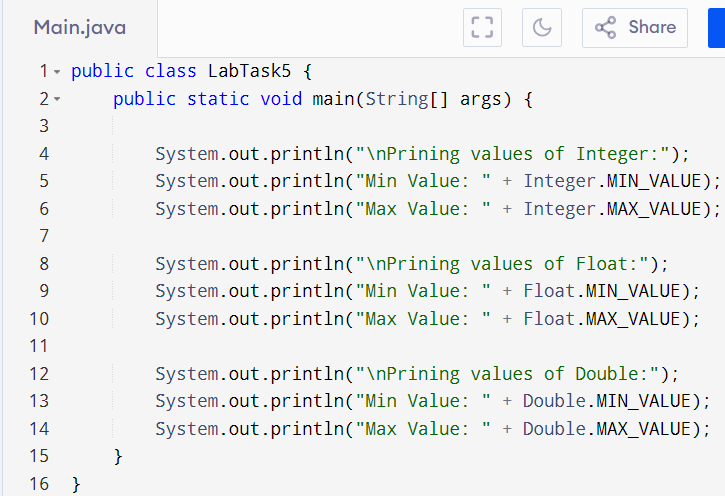 Main.java
Share
1 public class LabTask5 {
2     public static void main(String[] args) {
3
4         System.out.println("\nPrining values of Integer:");
5         System.out.println("Min Value: " + Integer.MIN_VALUE);
6         System.out.println("Max Value: " + Integer.MAX_VALUE);
7
8         System.out.println("\nPrining values of Float:");
9         System.out.println("Min Value: " + Float.MIN_VALUE);
10         System.out.println("Max Value: " + Float.MAX_VALUE);
11
12         System.out.println("\nPrining values of Double:");
13         System.out.println("Min Value: " + Double.MIN_VALUE);
14         System.out.println("Max Value: " + Double.MAX_VALUE);
15     }
16 }